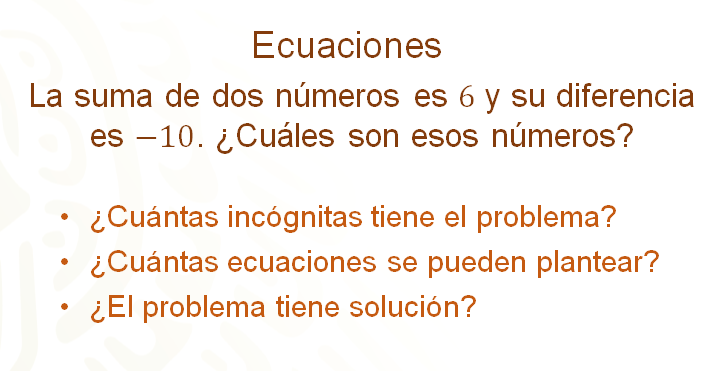 Ecuaciones
La suma de dos números es 6 y su diferencia
es −10. ¿Cuáles son esos números?
• ¿Cuántas incógnitas tiene el problema?
• ¿Cuántas ecuaciones se pueden plantear?
• ¿El problema tiene solución?